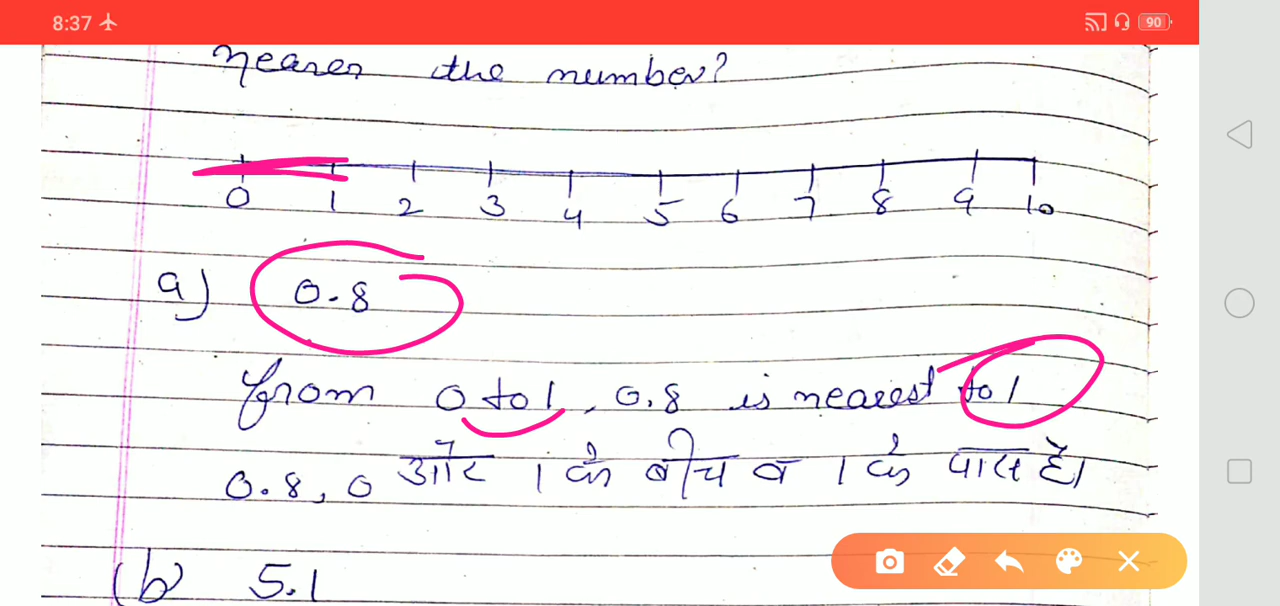 8:37 90
nearer the number?
0 1 2 3 4 5 6 7 8 9 10
a) 0.8
from 0 to 1, 0.8 is nearest to 1
0.8, 0 और 1 के बीच व 1 के पास है।
(b) 5.1